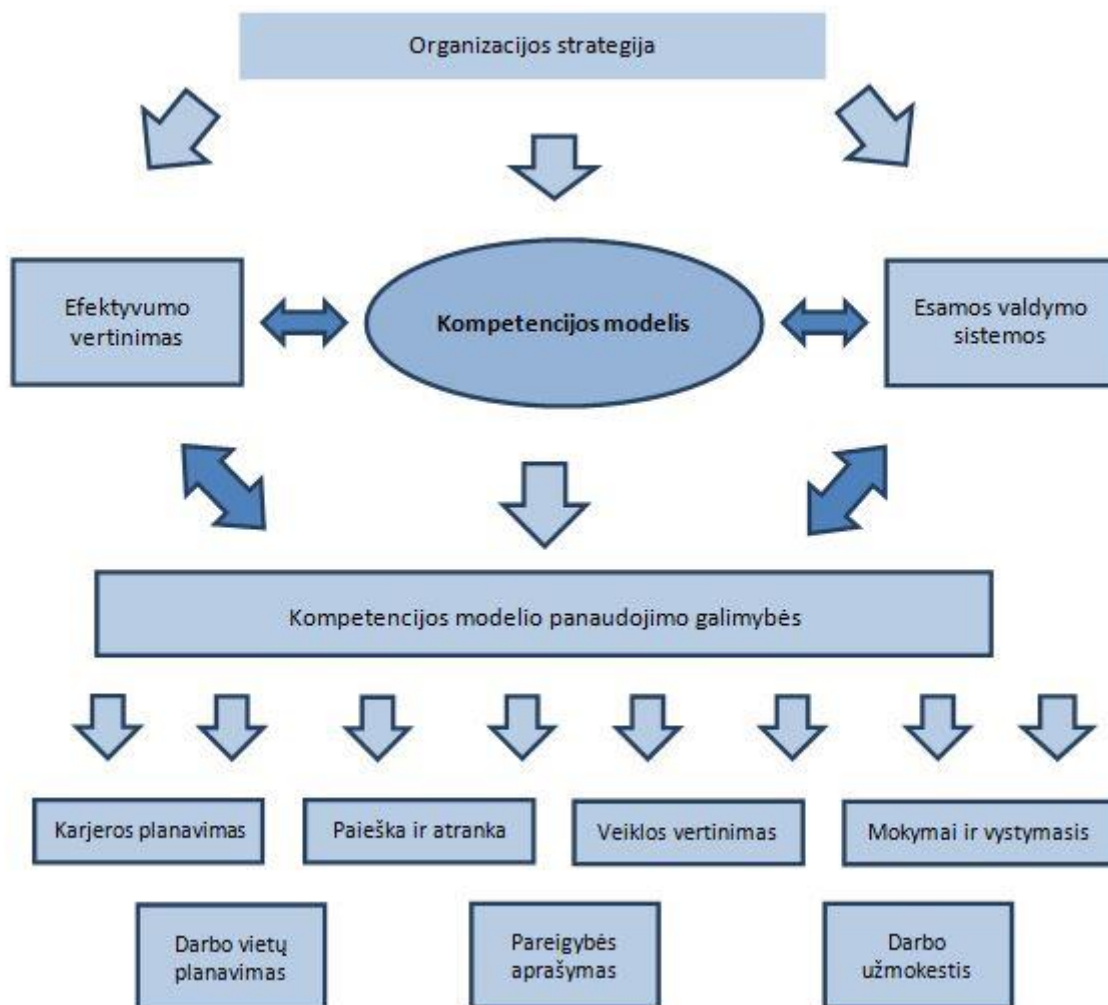 Organizacijos strategija
Efektyvumo
vertinimas
Kompetencijos modelis
Esamos valdymo
sistemos
Kompetencijos modelio panaudojimo galimybės
Karjeros planavimas
Paieška ir atranka
Veiklos vertinimas
Mokymai ir vystymasis
Darbo vietų
planavimas
Pareigybės
aprašymas
Darbo
užmokestis